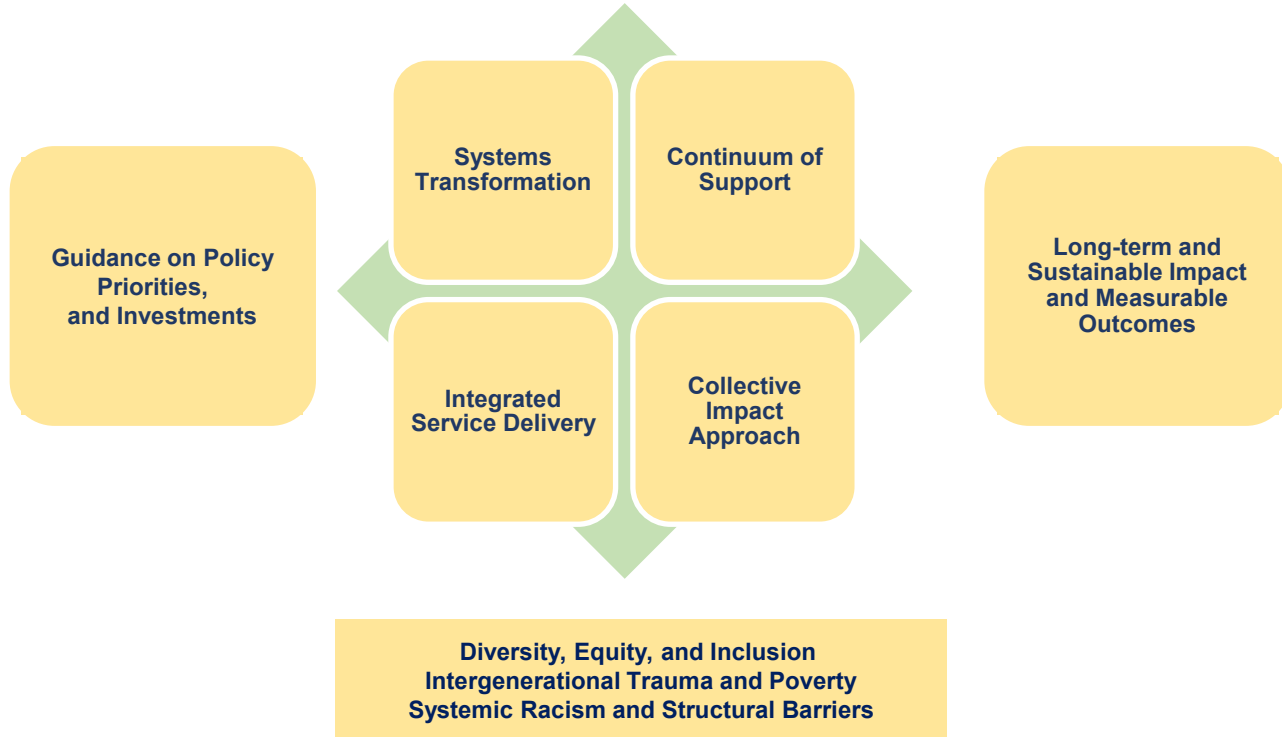 Systems
Transformation
Continuum of
Support
Guidance on Policy
Priorities,
and Investments
Long-term and
Sustainable Impact
and Measurable
Outcomes
Integrated
Service Delivery
Collective
Impact
Approach
Diversity, Equity, and Inclusion
Intergenerational Trauma and Poverty
Systemic Racism and Structural Barriers